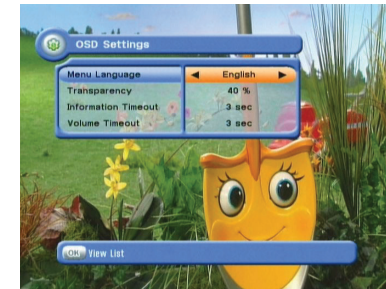 OSD Settings
Menu Language ◀ English ▶
Transparency 40 %
Information Timeout 3 sec
Volume Timeout 3 sec
OK View List